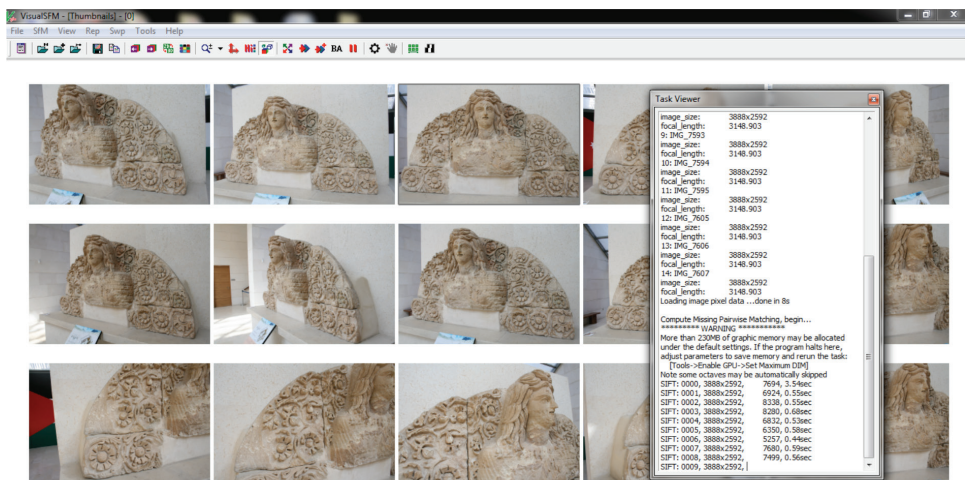 VisualSFM - [Thumbnails] - [0]
File SfM View Rep Swp Tools Help
BA
Task Viewer
image_size: 3888x2592
focal_length: 3148.903
9: IMG_7593
image_size: 3888x2592
focal_length: 3148.903
10: IMG_7594
image_size: 3888x2592
focal_length: 3148.903
11: IMG_7595
image_size: 3888x2592
focal_length: 3148.903
12: IMG_7605
image_size: 3888x2592
focal_length: 3148.903
13: IMG_7606
image_size: 3888x2592
focal_length: 3148.903
14: IMG_7607
image_size: 3888x2592
focal_length: 3148.903
Loading image pixel data ...done in 8s
Compute Missing Pairwise Matching, begin...
********* WARNING ***********
More than 230MB of graphic memory may be allocated
under the default settings. If the program halts here,
adjust parameters to save memory and rerun the task:
[Tools->Enable GPU->Set Maximum DIM]
Note some octaves may be automatically skipped
SIFT: 0000, 3888x2592, 7694, 3.54sec
SIFT: 0001, 3888x2592, 6924, 0.55sec
SIFT: 0002, 3888x2592, 8338, 0.55sec
SIFT: 0003, 3888x2592, 8280, 0.68sec
SIFT: 0004, 3888x2592, 6832, 0.53sec
SIFT: 0005, 3888x2592, 6350, 0.58sec
SIFT: 0006, 3888x2592, 5257, 0.44sec
SIFT: 0007, 3888x2592, 7680, 0.59sec
SIFT: 0008, 3888x2592, 7499, 0.56sec
SIFT: 0009, 3888x2592,